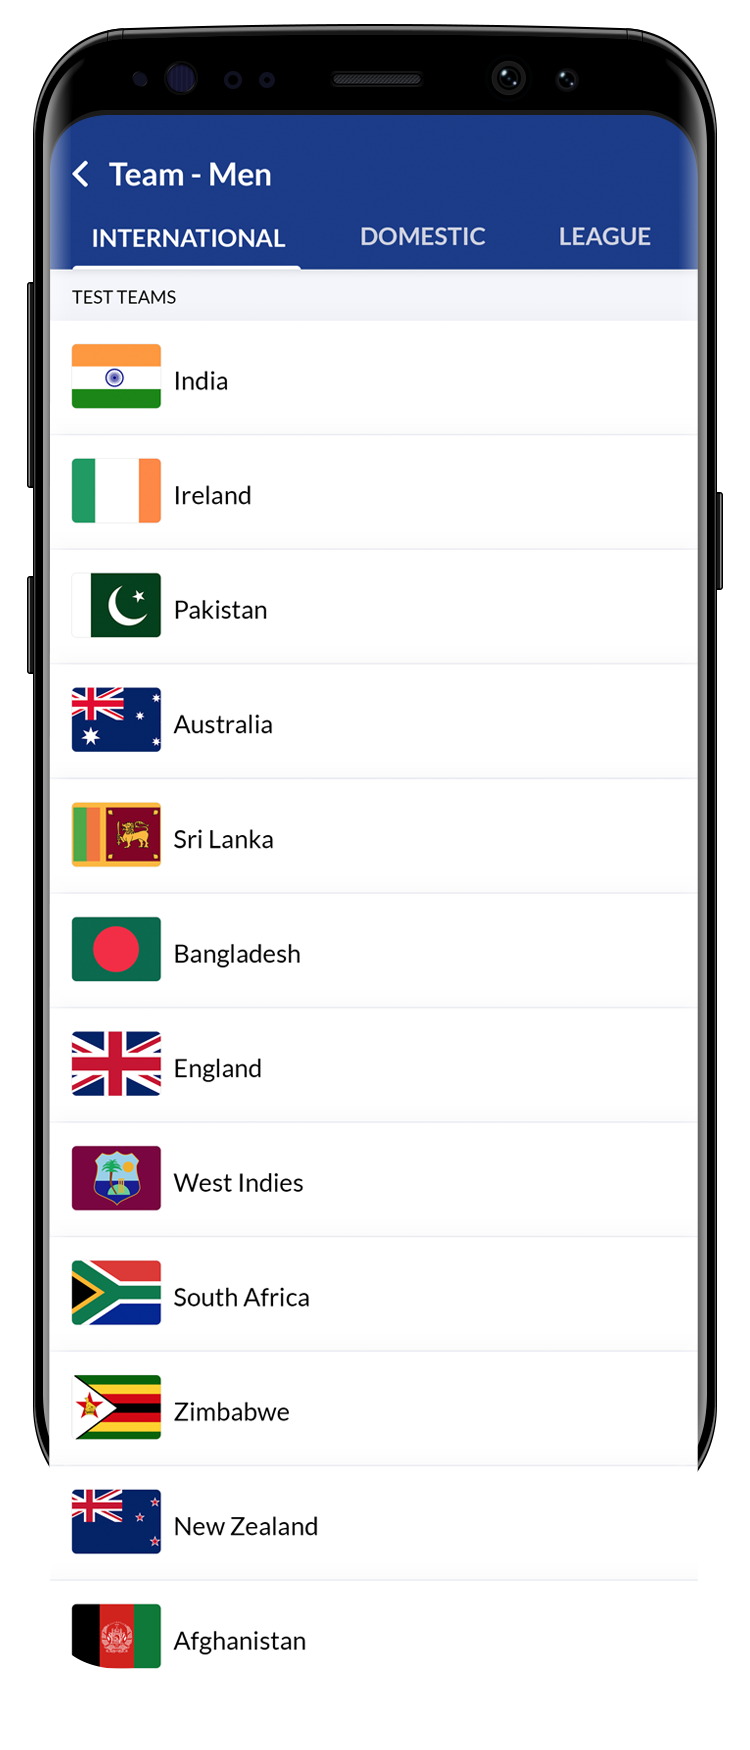 Team - Men
INTERNATIONAL DOMESTIC LEAGUE
TEST TEAMS
India
Ireland
Pakistan
Australia
Sri Lanka
Bangladesh
England
West Indies
South Africa
Zimbabwe
New Zealand
Afghanistan